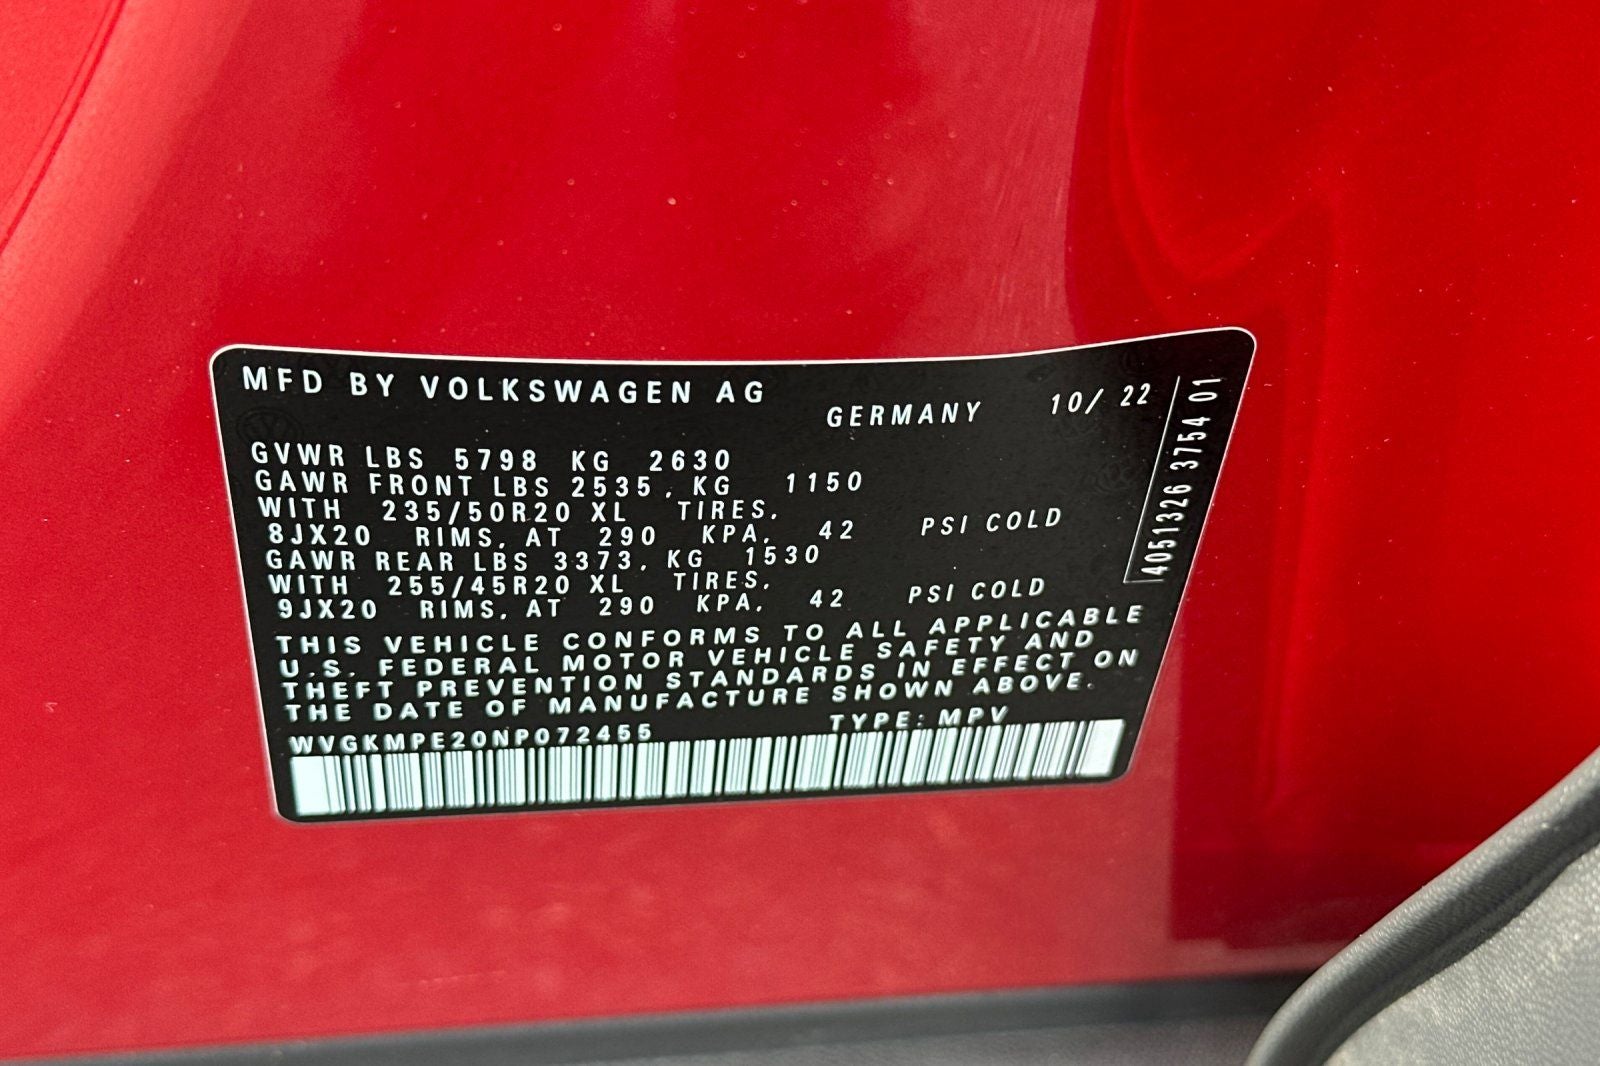 MFD BY VOLKSWAGEN AG
GERMANY 10/ 22
GVWR LBS 5798 KG 2630
GAWR FRONT LBS 2535, KG 1150
WITH 235/50R20 XL TIRES,
8JX20 RIMS, AT 290 KPA, 42 PSI COLD
GAWR REAR LBS 3373, KG 1530
WITH 255/45R20 XL TIRES,
9JX20 RIMS, AT 290 KPA, 42 PSI COLD
THIS VEHICLE CONFORMS TO ALL APPLICABLE
U.S. FEDERAL MOTOR VEHICLE SAFETY AND
THEFT PREVENTION STANDARDS IN EFFECT ON
THE DATE OF MANUFACTURE SHOWN ABOVE.
WVGKMPE20NP072455 TYPE: MPV
4051326 3754 01